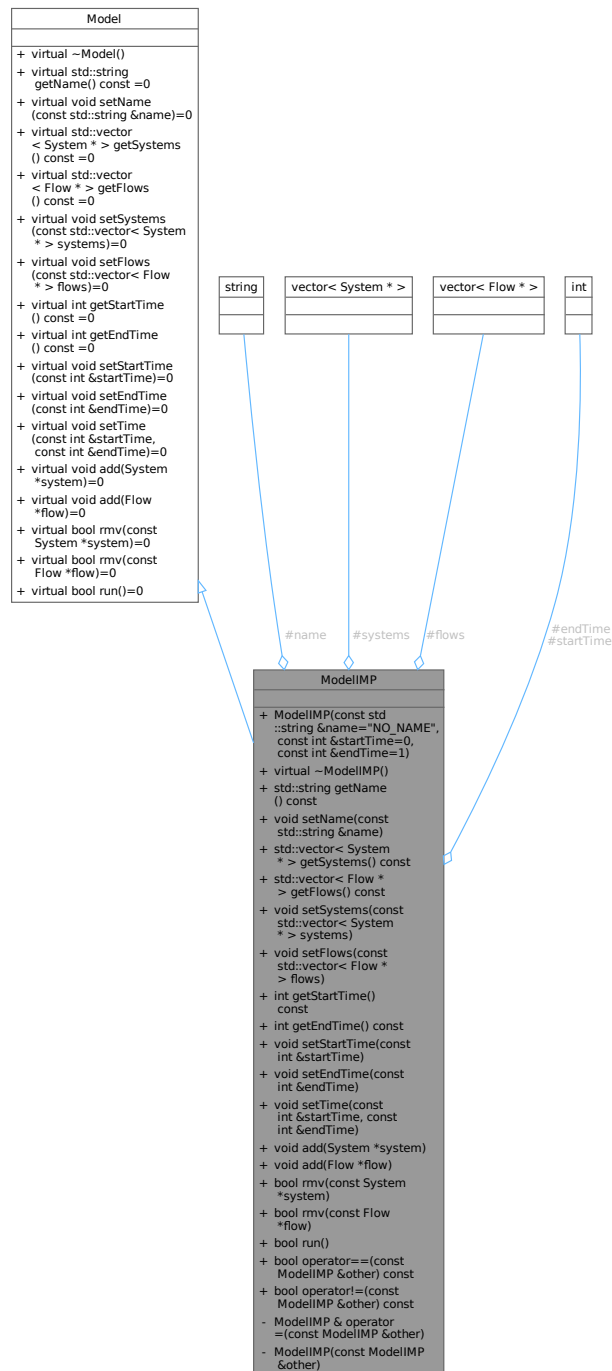 Model
+ virtual ~Model()
+ virtual std::string
getName() const =0
+ virtual void setName
(const std::string &name)=0
+ virtual std::vector
< System * > getSystems
() const =0
+ virtual std::vector
< Flow * > getFlows
() const =0
+ virtual void setSystems
(const std::vector< System
* > systems)=0
+ virtual void setFlows
(const std::vector< Flow
* > flows)=0
+ virtual int getStartTime
() const =0
+ virtual int getEndTime
() const =0
+ virtual void setStartTime
(const int &startTime)=0
+ virtual void setEndTime
(const int &endTime)=0
+ virtual void setTime
(const int &startTime,
const int &endTime)=0
+ virtual void add(System
*system)=0
+ virtual void add(Flow
*flow)=0
+ virtual bool rmv(const
System *system)=0
+ virtual bool rmv(const
Flow *flow)=0
+ virtual bool run()=0
string
vector< System * >
vector< Flow * >
int
#name
#systems
#flows
#endTime
#startTime
ModelIMP
+ ModelIMP(const std
::string &name="NO_NAME",
const int &startTime=0,
const int &endTime=1)
+ virtual ~ModelIMP()
+ std::string getName
() const
+ void setName(const
std::string &name)
+ std::vector< System
* > getSystems() const
+ std::vector< Flow *
> getFlows() const
+ void setSystems(const
std::vector< System
* > systems)
+ void setFlows(const
std::vector< Flow *
> flows)
+ int getStartTime()
const
+ int getEndTime() const
+ void setStartTime(const
int &startTime)
+ void setEndTime(const
int &endTime)
+ void setTime(const
int &startTime, const
int &endTime)
+ void add(System *system)
+ void add(Flow *flow)
+ bool rmv(const System
*system)
+ bool rmv(const Flow
*flow)
+ bool run()
+ bool operator==(const
ModelIMP &other) const
+ bool operator!=(const
ModelIMP &other) const
- ModelIMP & operator
=(const ModelIMP &other)
- ModelIMP(const ModelIMP
&other)